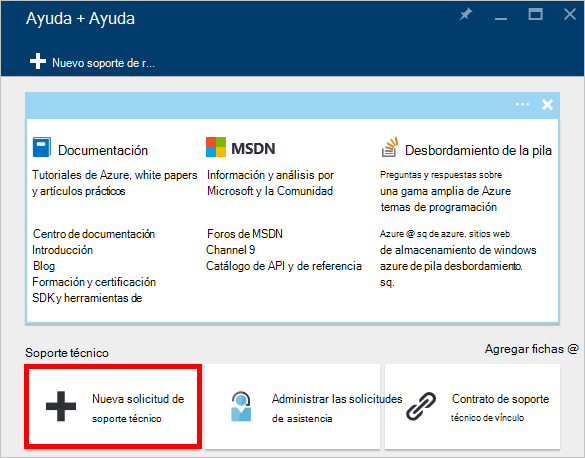 Ayuda + Ayuda
Nuevo soporte de r...
Documentación
Tutoriales de Azure, white papers
y artículos prácticos
Centro de documentación
Introducción
Blog
Formación y certificación
SDK y herramientas de
MSDN
Información y análisis por
Microsoft y la Comunidad
Foros de MSDN
Channel 9
Catálogo de API y de referencia
Desbordamiento de la pila
Preguntas y respuestas sobre
una gama amplia de Azure
temas de programación
Azure @ sq de azure, sitios web
de almacenamiento de windows
azure de pila desbordamiento.
sq.
Soporte técnico
Agregar fichas @
Nueva solicitud de
soporte técnico
Administrar las solicitudes
de asistencia
Contrato de soporte
técnico de vínculo